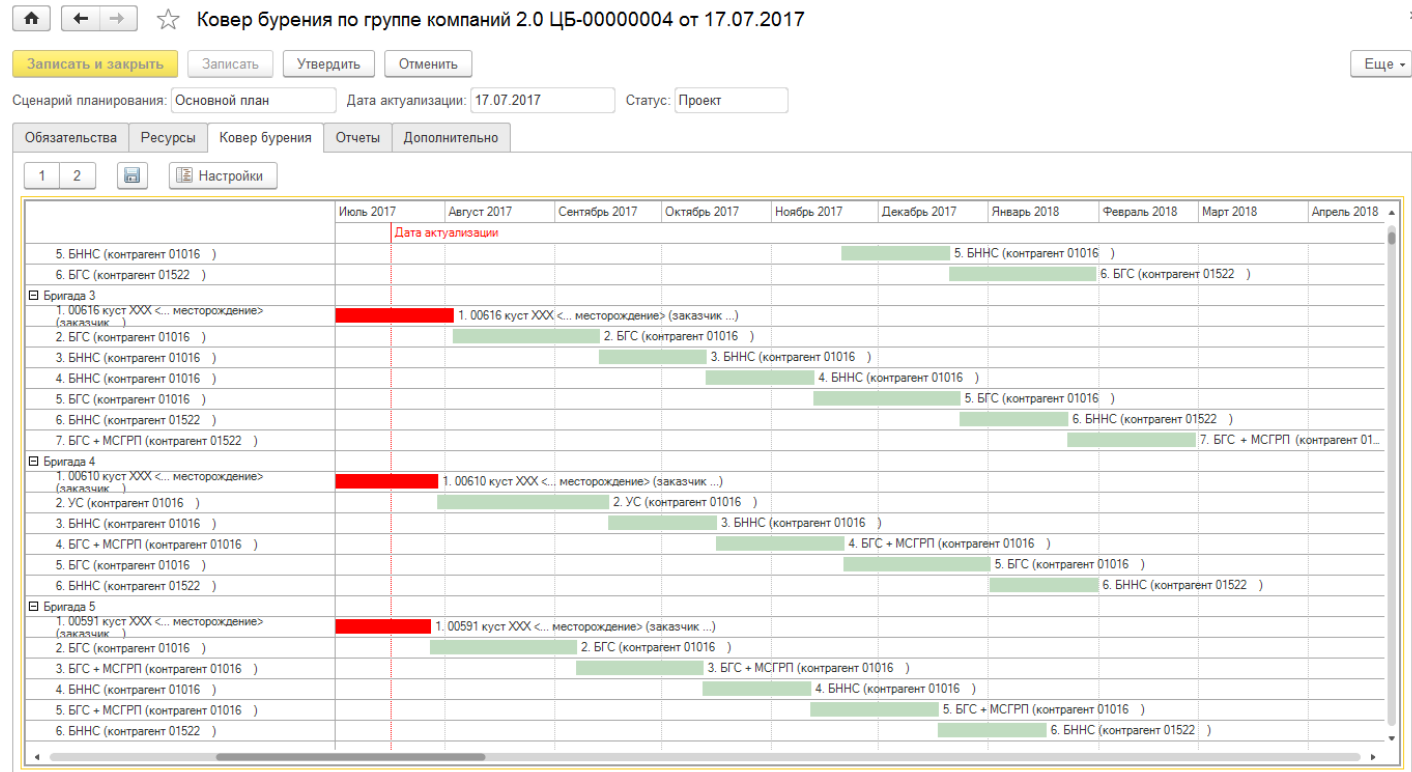 Ковер бурения по группе компаний 2.0 ЦБ-00000004 от 17.07.2017
Записать и закрыть Записать Утвердить Отменить Еще
Сценарий планирования: Основной план Дата актуализации: 17.07.2017 Статус: Проект
Обязательства Ресурсы Ковер бурения Отчеты Дополнительно
1 2 Настройки
Июль 2017 Август 2017 Сентябрь 2017 Октябрь 2017 Ноябрь 2017 Декабрь 2017 Январь 2018 Февраль 2018 Март 2018 Апрель 2018
Дата актуализации
5. БННС (контрагент 01016 ) 5. БННС (контрагент 01016 )
6. БГС (контрагент 01522 ) 6. БГС (контрагент 01522 )
Бригада 3
1. 00616 куст XXX <... месторождение>
(заказчик ...) 1. 00616 куст XXX <... месторождение> (заказчик ...)
2. БГС (контрагент 01016 ) 2. БГС (контрагент 01016 )
3. БННС (контрагент 01016 ) 3. БННС (контрагент 01016 )
4. БННС (контрагент 01016 ) 4. БННС (контрагент 01016 )
5. БГС (контрагент 01016 ) 5. БГС (контрагент 01016 )
6. БННС (контрагент 01522 ) 6. БННС (контрагент 01522 )
7. БГС + МСГРП (контрагент 01522 ) 7. БГС + МСГРП (контрагент 01...
Бригада 4
1. 00610 куст XXX <... месторождение>
(заказчик ...) 1. 00610 куст XXX <... месторождение> (заказчик ...)
2. УС (контрагент 01016 ) 2. УС (контрагент 01016 )
3. БННС (контрагент 01016 ) 3. БННС (контрагент 01016 )
4. БГС + МСГРП (контрагент 01016 ) 4. БГС + МСГРП (контрагент 01016 )
5. БГС (контрагент 01016 ) 5. БГС (контрагент 01016 )
6. БННС (контрагент 01522 ) 6. БННС (контрагент 01522 )
Бригада 5
1. 00591 куст XXX <... месторождение>
(заказчик ...) 1. 00591 куст XXX <... месторождение> (заказчик ...)
2. БГС (контрагент 01016 ) 2. БГС (контрагент 01016 )
3. БГС + МСГРП (контрагент 01016 ) 3. БГС + МСГРП (контрагент 01016 )
4. БННС (контрагент 01016 ) 4. БННС (контрагент 01016 )
5. БГС + МСГРП (контрагент 01016 ) 5. БГС + МСГРП (контрагент 01016 )
6. БННС (контрагент 01522 ) 6. БННС (контрагент 01522 )